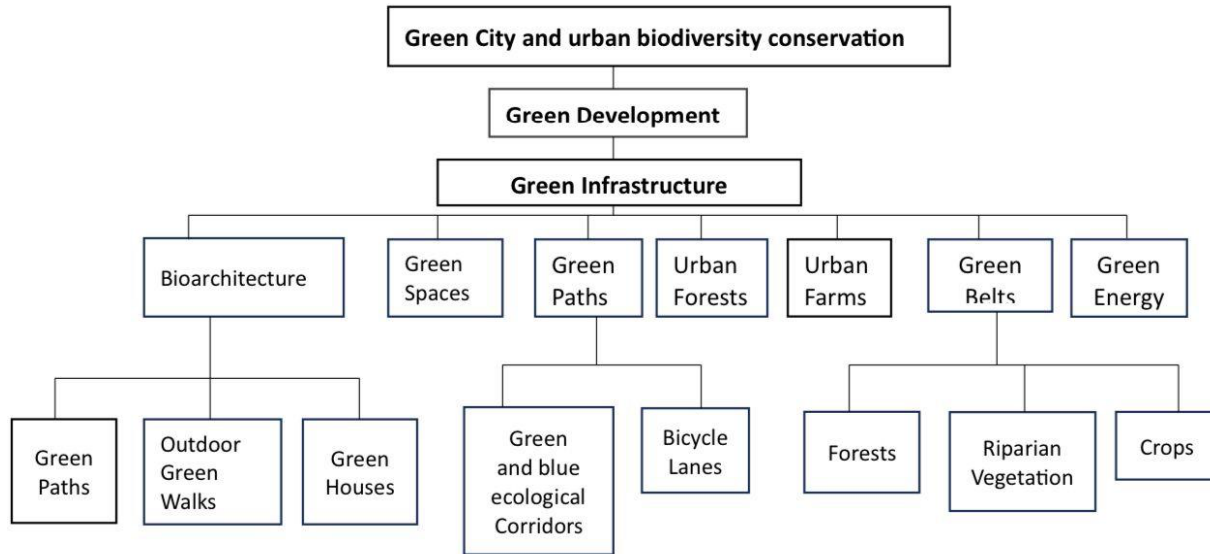 Green City and urban biodiversity conservation
Green Development
Green Infrastructure
Bioarchitecture
Green
Spaces
Green
Paths
Urban
Forests
Urban
Farms
Green
Belts
Green
Energy
Green
Paths
Outdoor
Green
Walks
Green
Houses
Green
and blue
ecological
Corridors
Bicycle
Lanes
Forests
Riparian
Vegetation
Crops